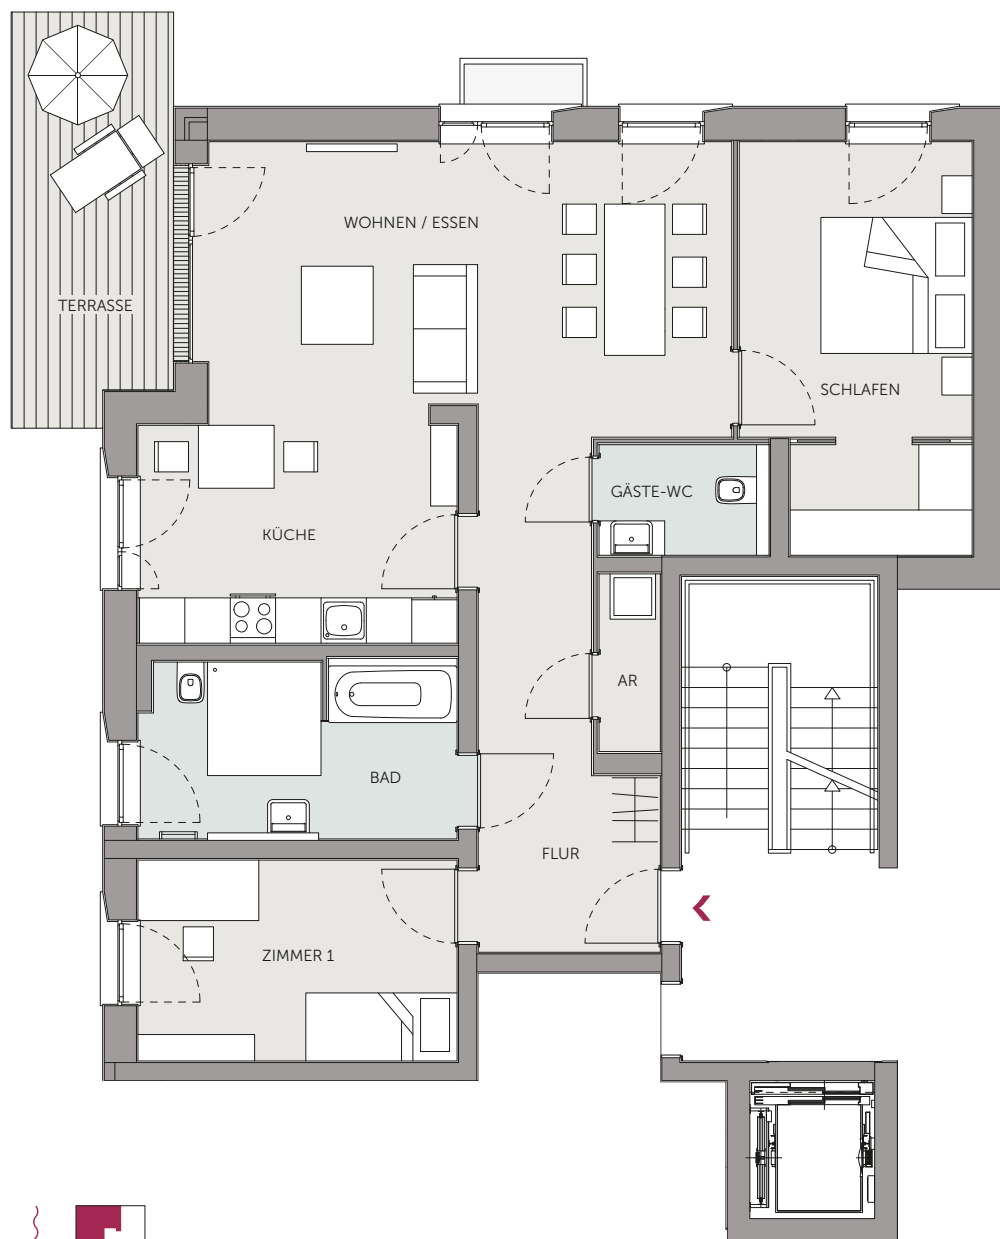 WOHNEN / ESSEN
TERRASSE
SCHLAFEN
GÄSTE-WC
KÜCHE
AR
BAD
FLUR
ZIMMER 1